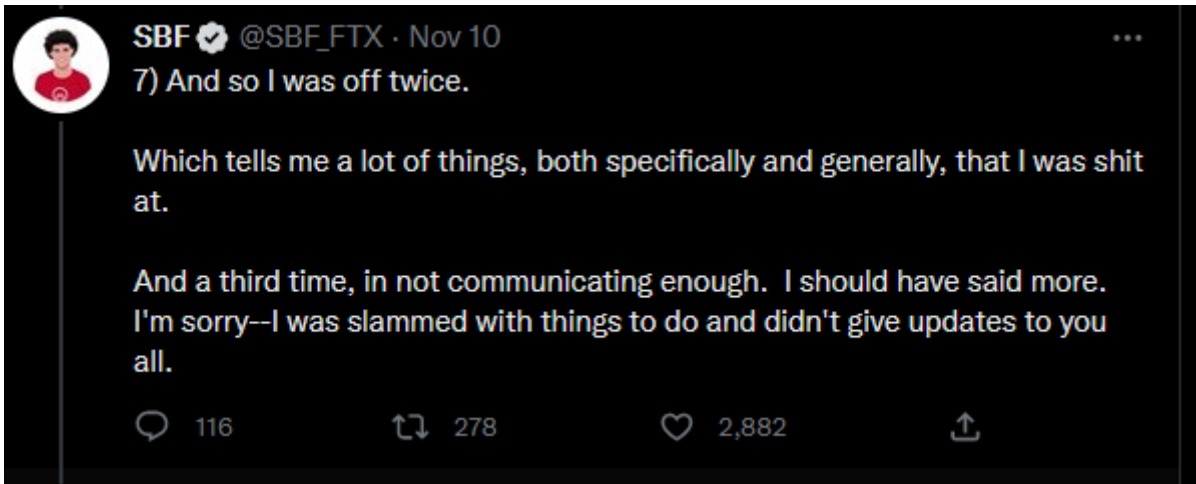 SBF @SBF_FTX · Nov 10
7) And so I was off twice.
Which tells me a lot of things, both specifically and generally, that I was shit
at.
And a third time, in not communicating enough.  I should have said more.
I'm sorry--I was slammed with things to do and didn't give updates to you
all.
116 278 2,882